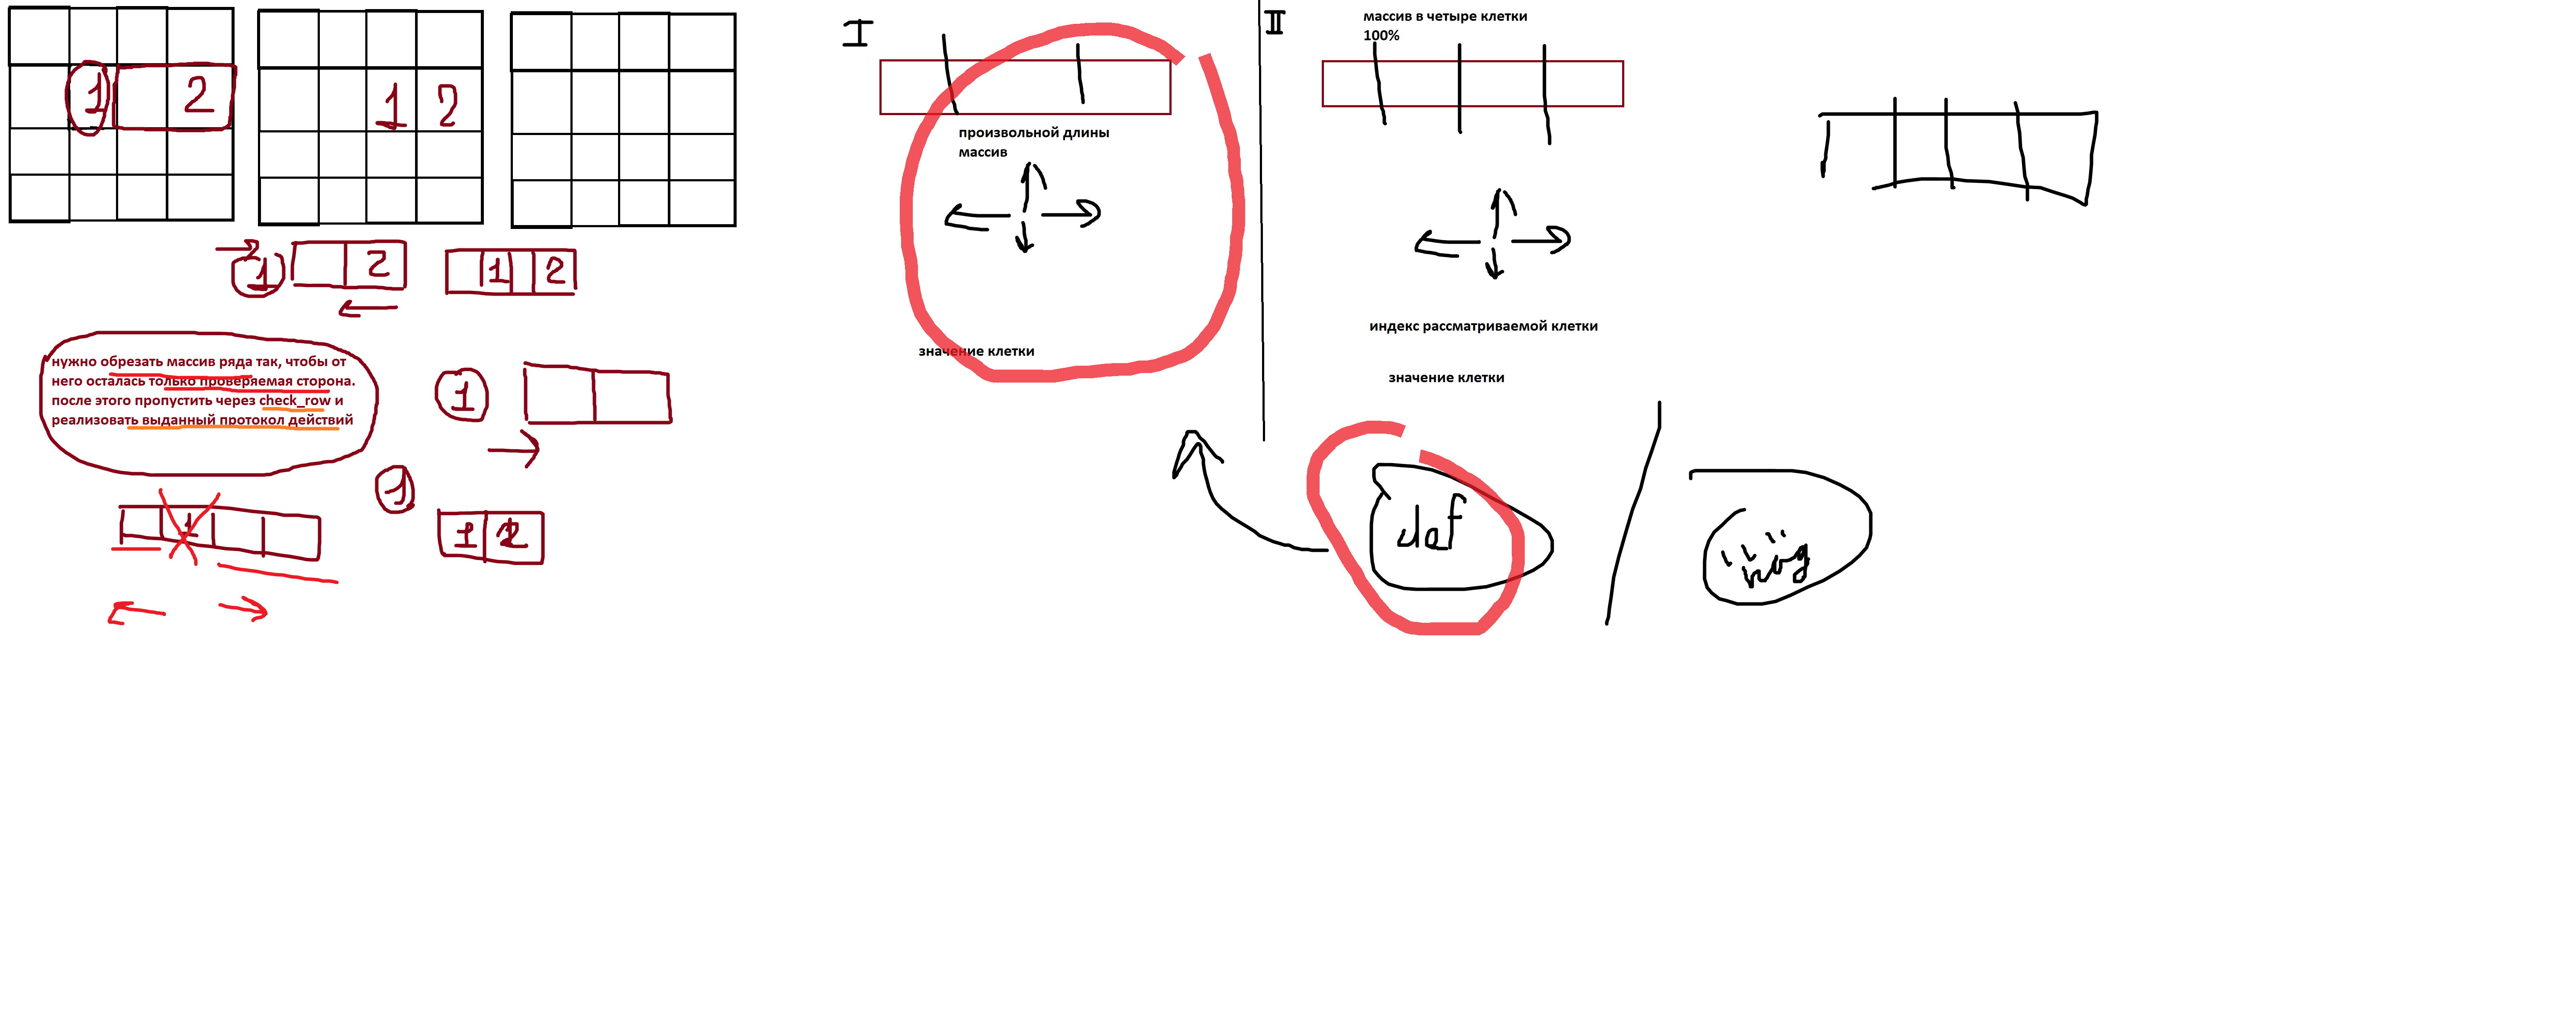 1 2
1 2
1 2
1 2
нужно обрезать массив ряда так, чтобы от
него осталась только проверяемая сторона.
после этого пропустить через check_row и
реализовать выданный протокол действий
1
1
1
1 2
I
произвольной длины
массив
значение клетки
II
массив в четыре клетки
100%
индекс рассматриваемой клетки
значение клетки
def